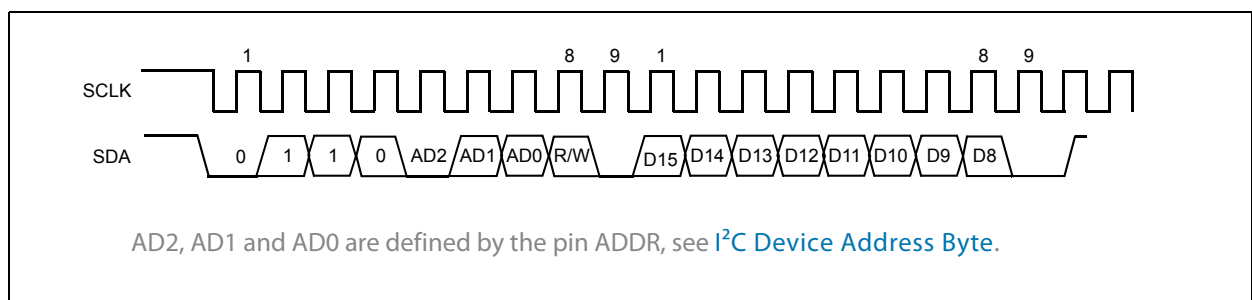 1 8 9 1 8 9
SCLK
SDA 0 1 1 0 AD2 AD1 AD0 R/W D15 D14 D13 D12 D11 D10 D9 D8
AD2, AD1 and AD0 are defined by the pin ADDR, see I²C Device Address Byte.